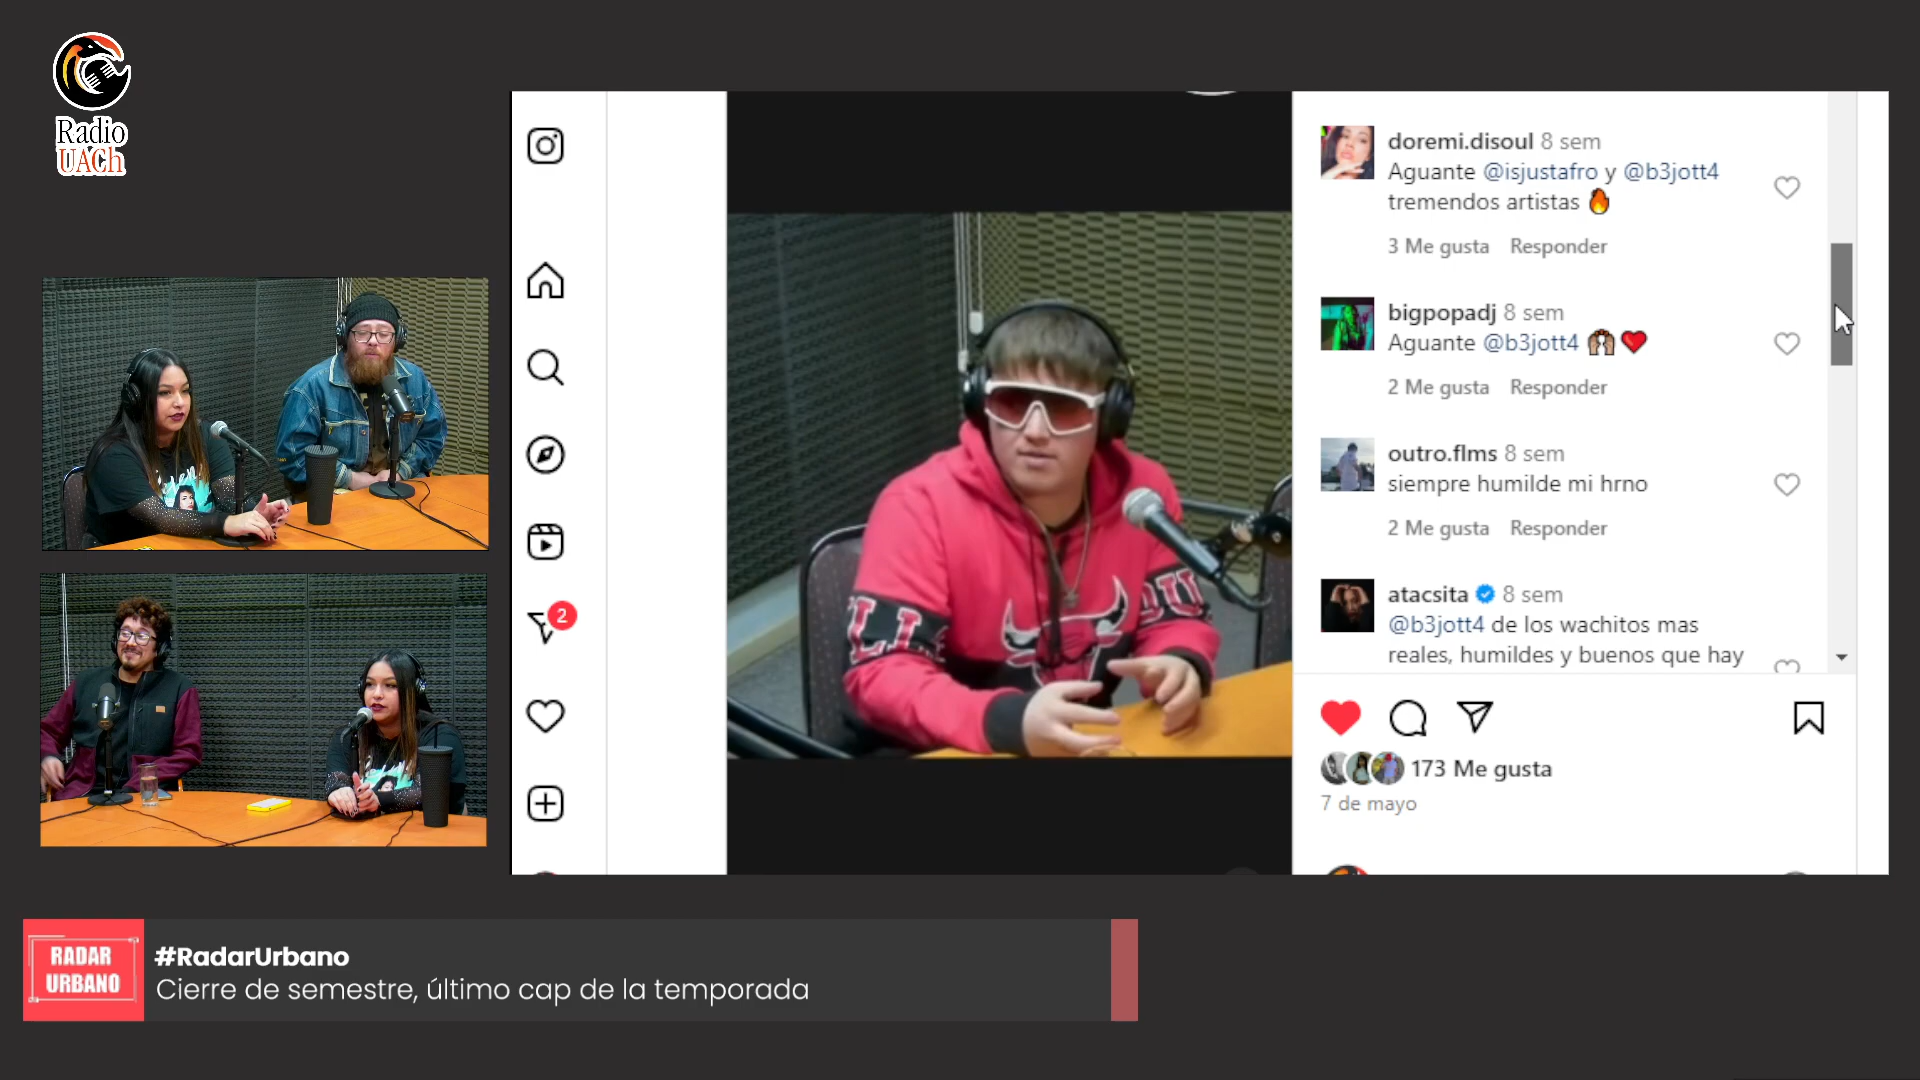 Radio
UACh
doremi.disoul 8 sem
Aguante @isjustafro y @b3jott4
tremendos artistas 🔥
3 Me gusta Responder
bigpopadj 8 sem
Aguante @b3jott4 🙌❤️
2 Me gusta Responder
outro.flms 8 sem
siempre humilde mi hrno
2 Me gusta Responder
atacsita 8 sem
@b3jott4 de los wachitos mas
reales, humildes y buenos que hay
2
173 Me gusta
7 de mayo
RADAR
URBANO
#RadarUrbano
Cierre de semestre, último cap de la temporada